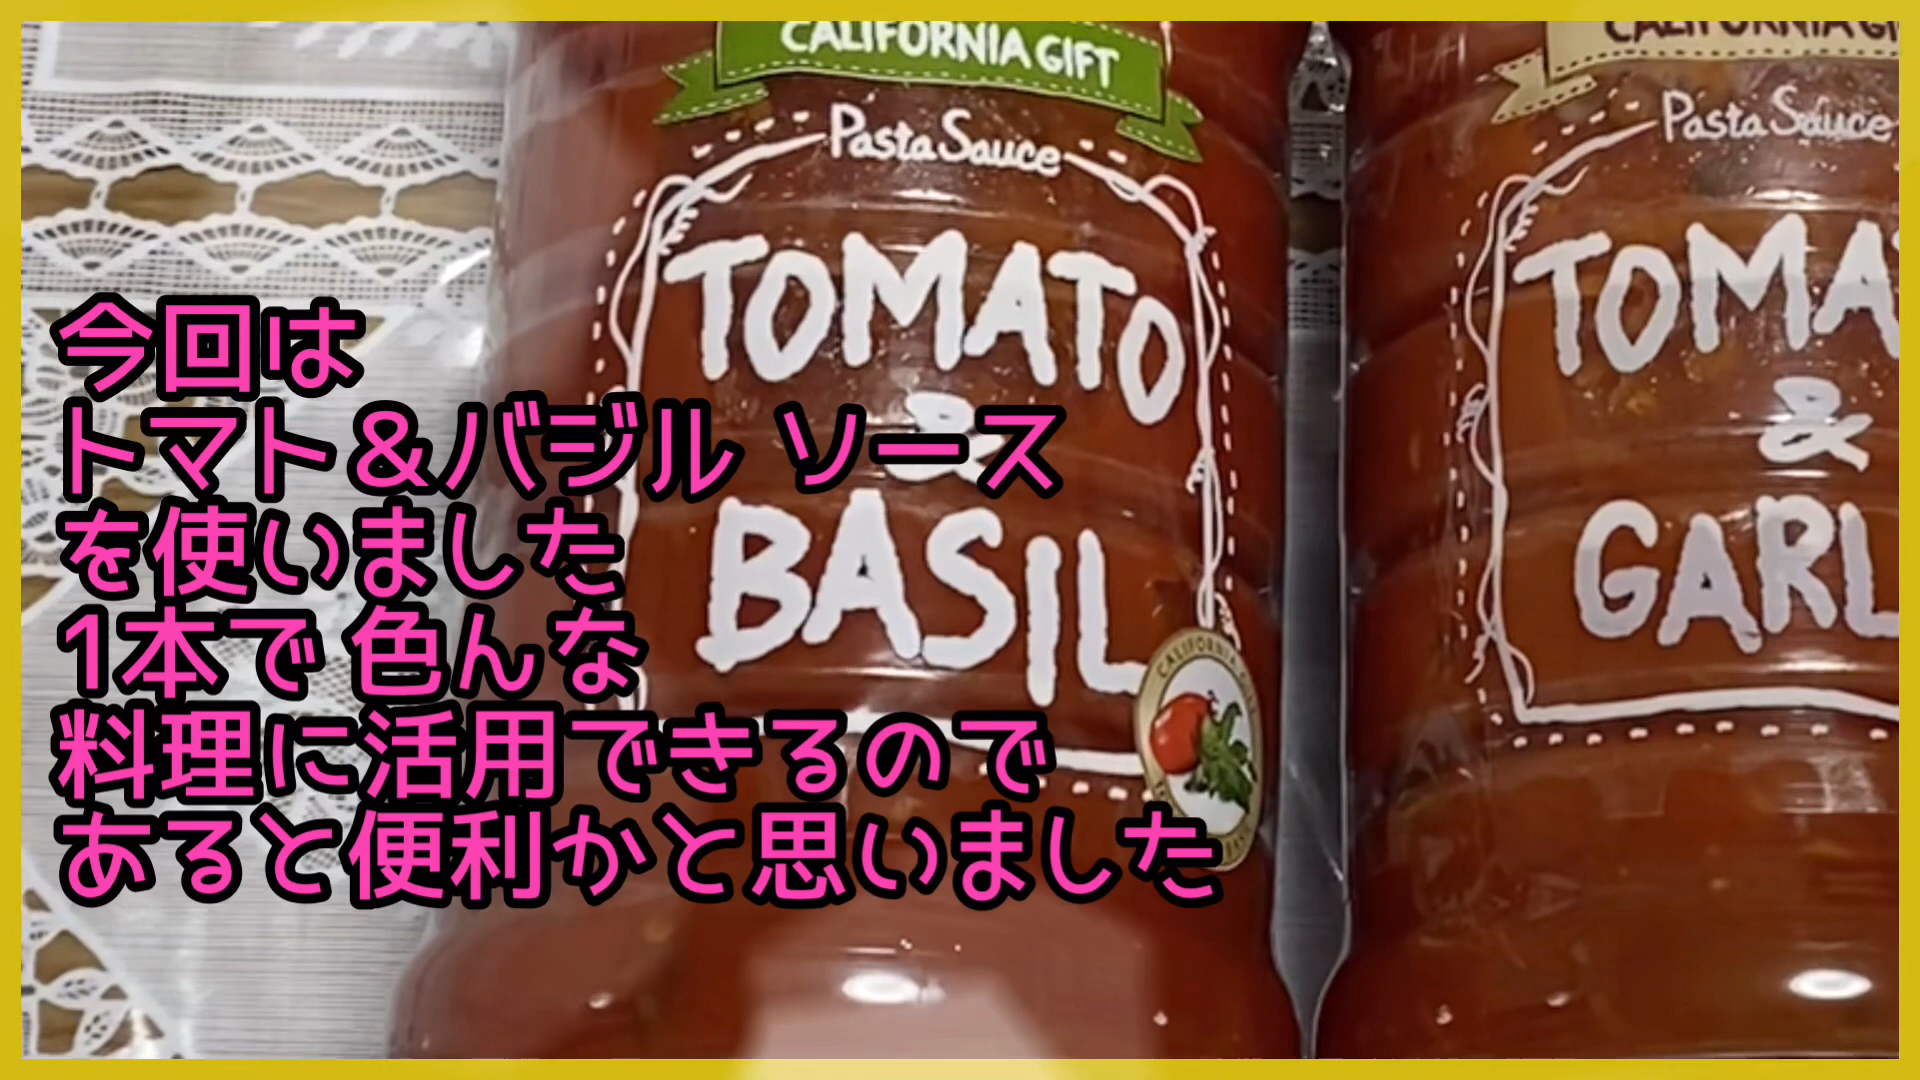 CALIFORNIA GIFT
Pasta Sauce
TOMATO
&
BASIL
Pasta Sauce
&
今回は
トマト＆バジル ソース
を使いました
1本で 色んな
料理に活用できるので
あると便利かと思いました